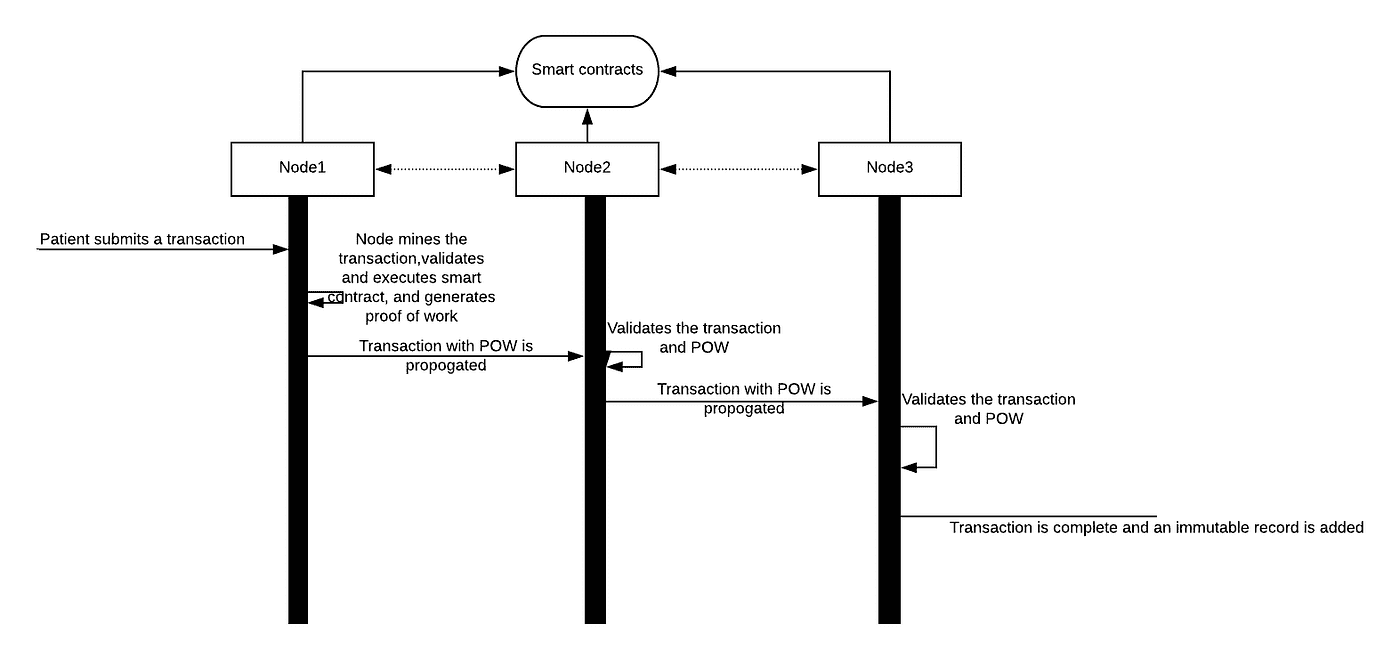 Smart contracts
Node1
Node2
Node3
Patient submits a transaction
Node mines the
transaction,validates
and executes smart
contract, and generates
proof of work
Transaction with POW is
propogated
Validates the transaction
and POW
Transaction with POW is
propogated
Validates the transaction
and POW
Transaction is complete and an immutable record is added